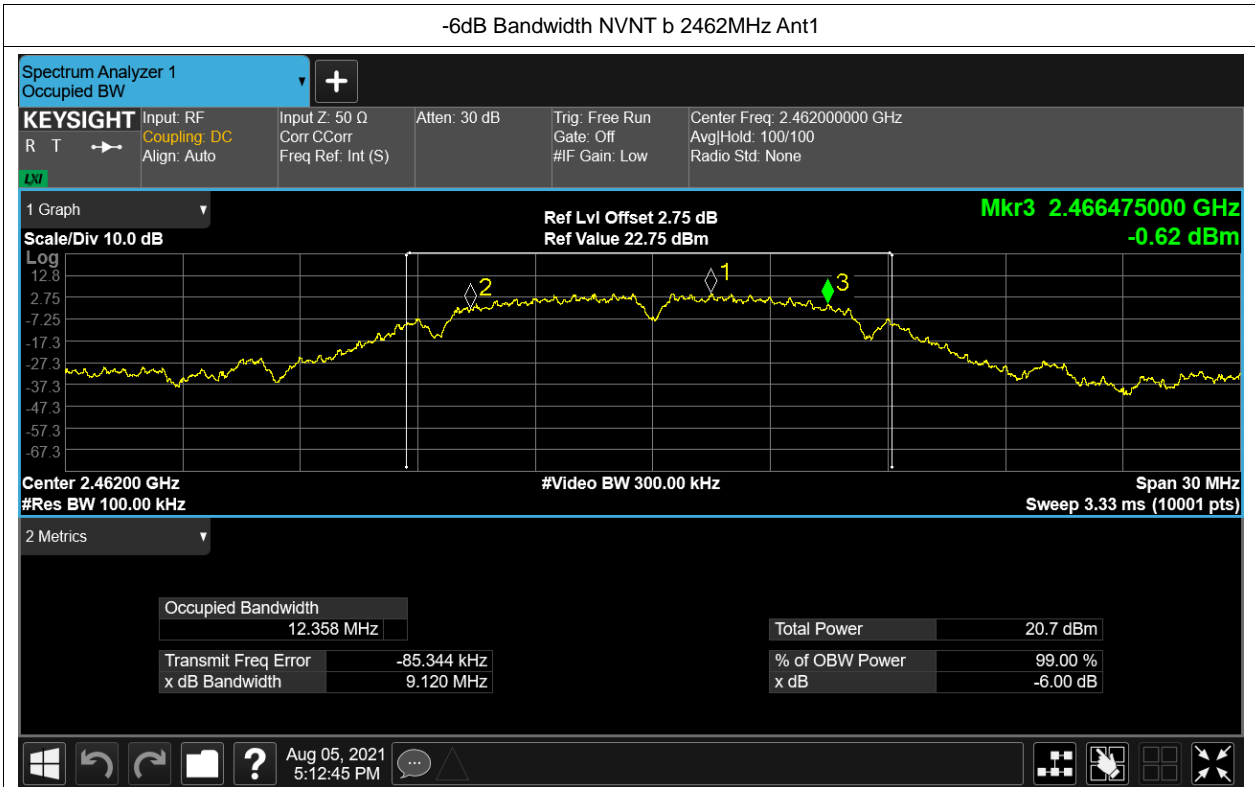 -6dB Bandwidth NVNT b 2462MHz Ant1
Spectrum Analyzer 1
Occupied BW
KEYSIGHT
R T
LXI
Input: RF
Coupling: DC
Align: Auto
Input Z: 50 Ω
Corr CCorr
Freq Ref: Int (S)
Atten: 30 dB
Trig: Free Run
Gate: Off
#IF Gain: Low
Center Freq: 2.462000000 GHz
Avg|Hold: 100/100
Radio Std: None
1 Graph
Scale/Div 10.0 dB
Ref Lvl Offset 2.75 dB
Ref Value 22.75 dBm
Mkr3 2.466475000 GHz
-0.62 dBm
Log
12.8
2.75
-7.25
-17.3
-27.3
-37.3
-47.3
-57.3
-67.3
2
1
3
Center 2.46200 GHz
#Res BW 100.00 kHz
#Video BW 300.00 kHz
Span 30 MHz
Sweep 3.33 ms (10001 pts)
2 Metrics
Occupied Bandwidth
12.358 MHz
Transmit Freq Error -85.344 kHz
x dB Bandwidth 9.120 MHz
Total Power 20.7 dBm
% of OBW Power 99.00 %
x dB -6.00 dB
Aug 05, 2021
5:12:45 PM